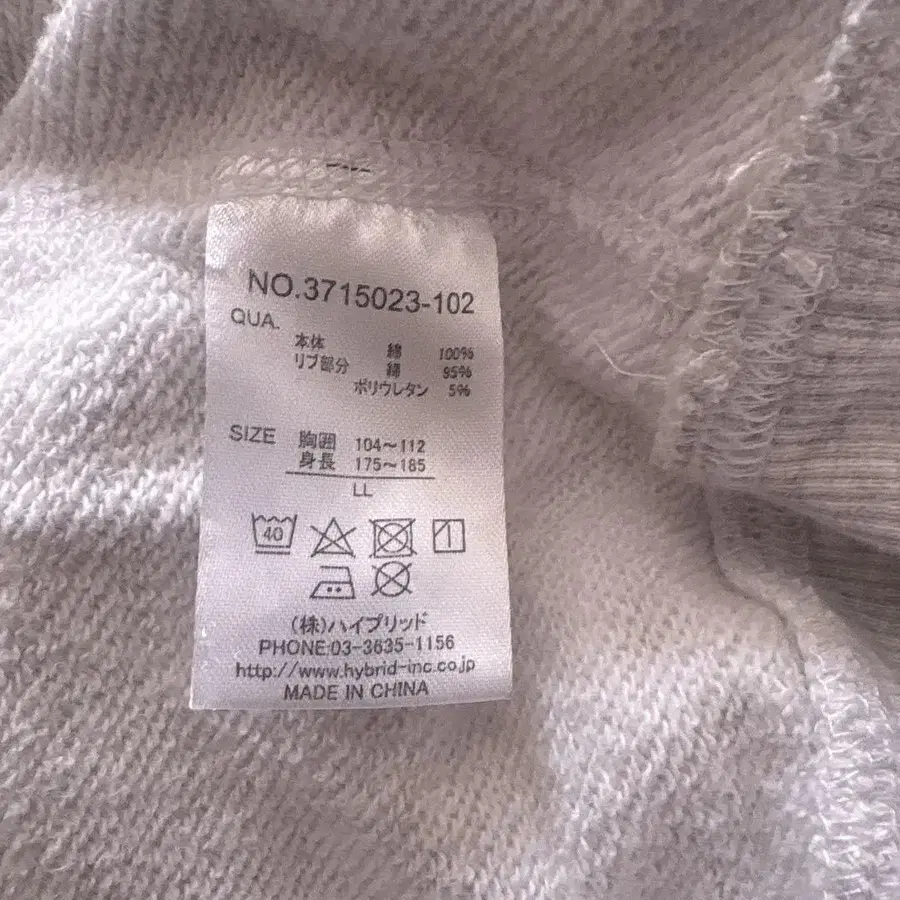 NO.3715023-102
QUA.
本体 綿 100%
リブ部分 綿 95%
ポリウレタン 5%
SIZE 胸囲 104～112
身長 175～185
LL
40
(株)ハイブリッド
PHONE:03-3635-1156
http://www.hybrid-inc.co.jp
MADE IN CHINA